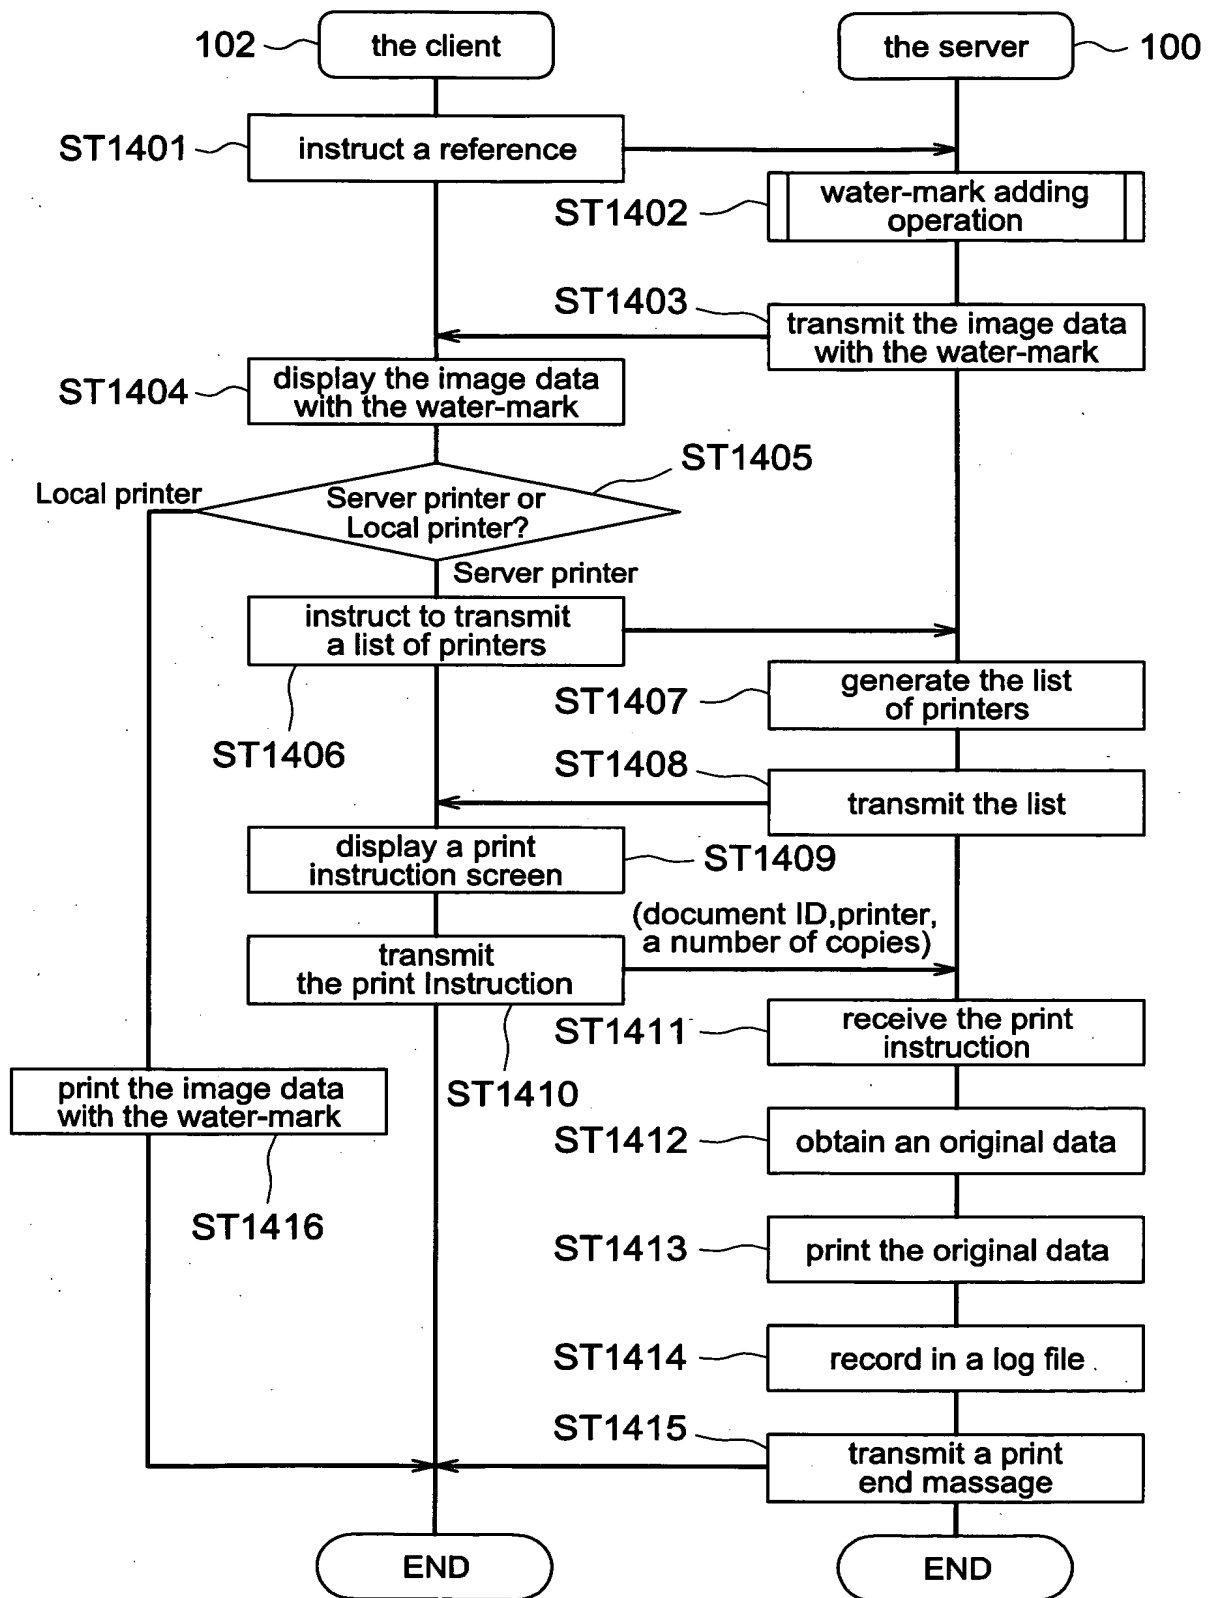 102
the client
the server
100
ST1401
instruct a reference
ST1402
water-mark adding
operation
ST1403
transmit the image data
with the water-mark
ST1404
display the image data
with the water-mark
ST1405
Local printer
Server printer or
Local printer?
Server printer
instruct to transmit
a list of printers
ST1406
ST1407
generate the list
of printers
ST1408
transmit the list
display a print
instruction screen
ST1409
(document ID,printer,
a number of copies)
transmit
the print Instruction
ST1410
ST1411
receive the print
instruction
print the image data
with the water-mark
ST1416
ST1412
obtain an original data
ST1413
print the original data
ST1414
record in a log file
ST1415
transmit a print
end massage
END
END